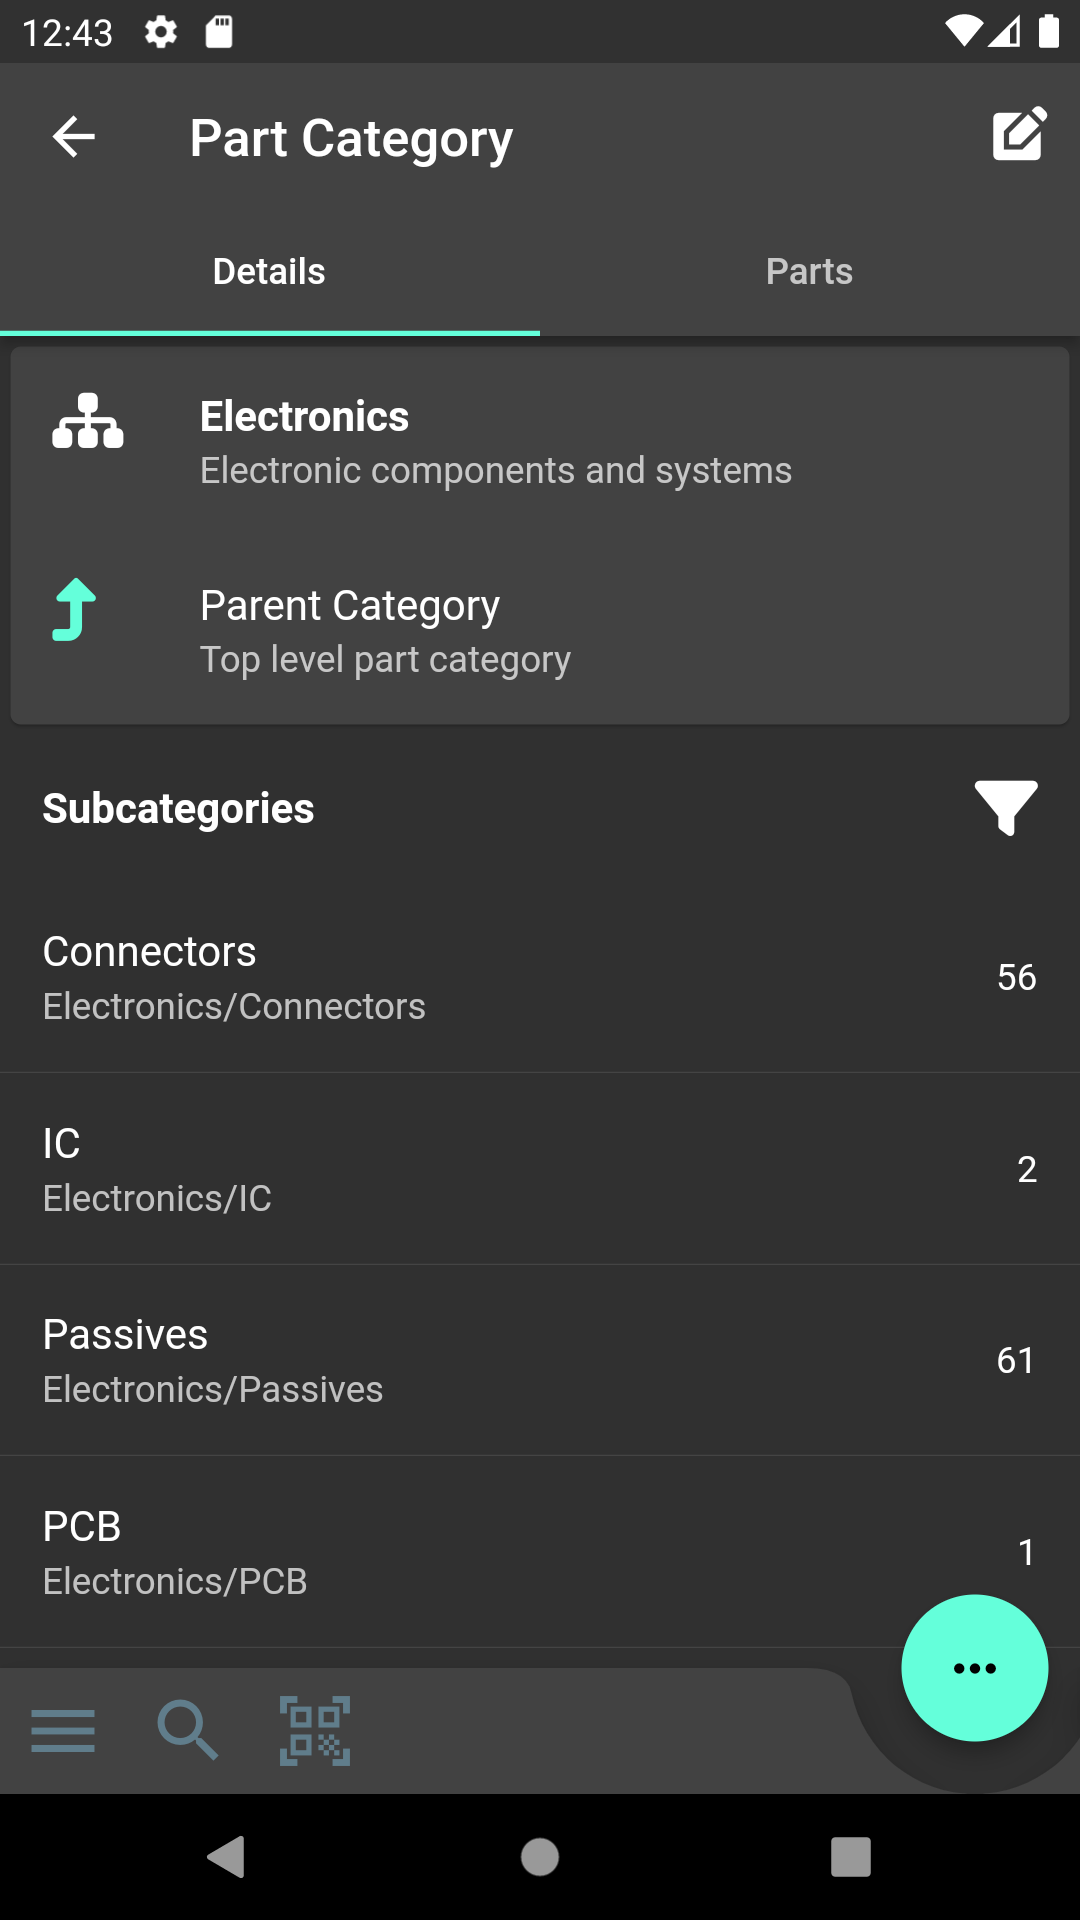 12:43
Part Category
Details
Parts
Electronics
Electronic components and systems
Parent Category
Top level part category
Subcategories
Connectors
Electronics/Connectors
56
IC
Electronics/IC
2
Passives
Electronics/Passives
61
PCB
Electronics/PCB
1